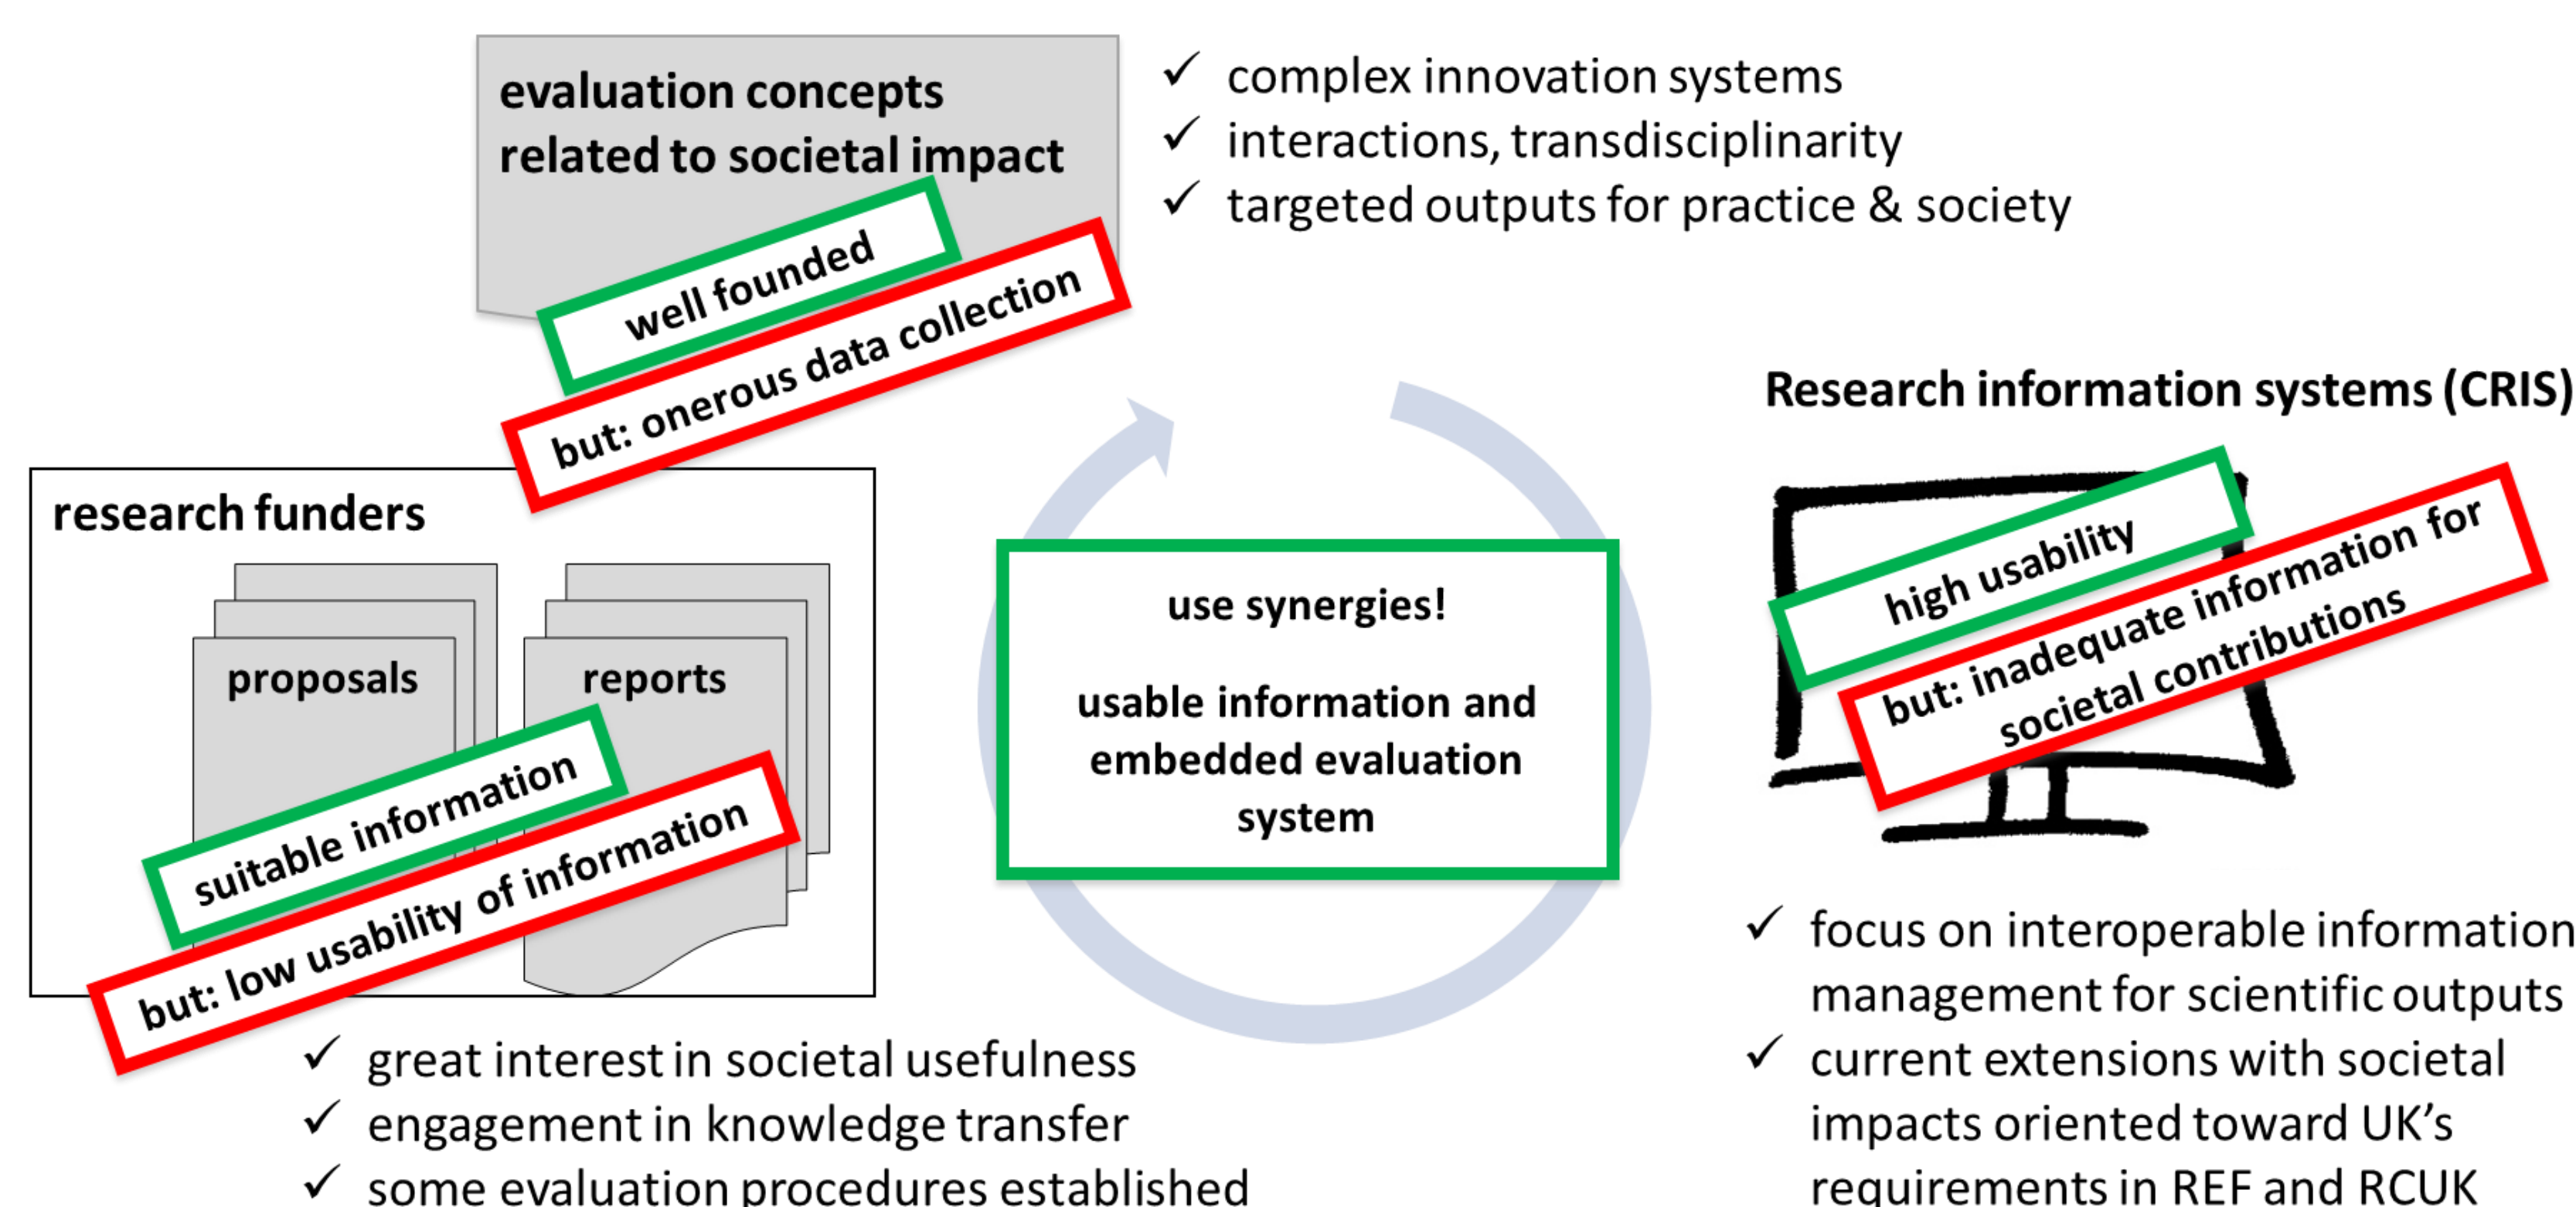 evaluation concepts
related to societal impact
well founded
but: onerous data collection
✓ complex innovation systems
✓ interactions, transdisciplinarity
✓ targeted outputs for practice & society
research funders
proposals
reports
suitable information
but: low usability of information
✓ great interest in societal usefulness
✓ engagement in knowledge transfer
✓ some evaluation procedures established
use synergies!
usable information and
embedded evaluation
system
Research information systems (CRIS)
high usability
but: inadequate information for
societal contributions
✓ focus on interoperable information
management for scientific outputs
✓ current extensions with societal
impacts oriented toward UK’s
requirements in REF and RCUK